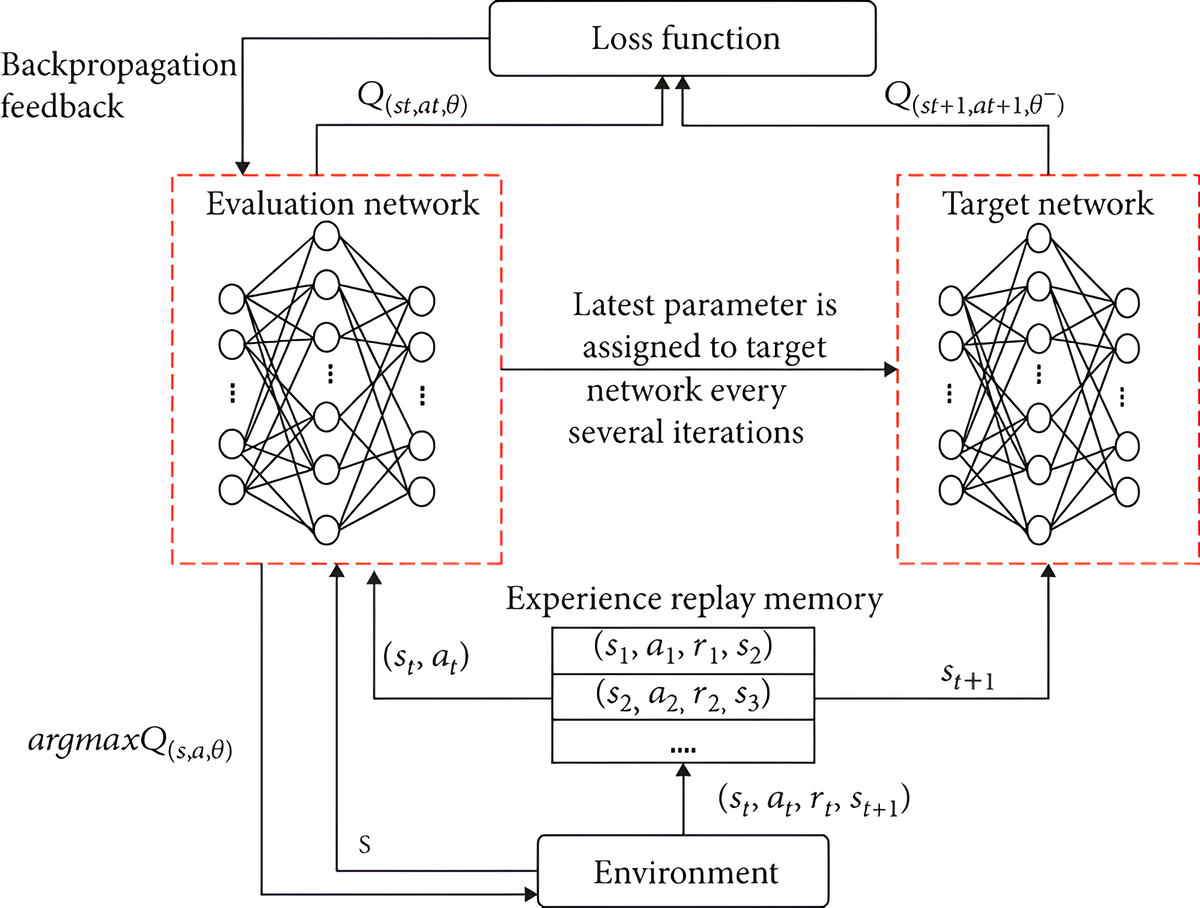 Loss function
Backpropagation
feedback
Q(st,at,θ)
Q(st+1,at+1,θ⁻)
Evaluation network
Target network
Latest parameter is
assigned to target
network every
several iterations
Experience replay memory
(s₁, a₁, r₁, s₂)
(s₂, a₂, r₂, s₃)
....
(sₜ, aₜ)
sₜ₊₁
argmaxQ(s,a,θ)
(sₜ, aₜ, rₜ, sₜ₊₁)
s
Environment